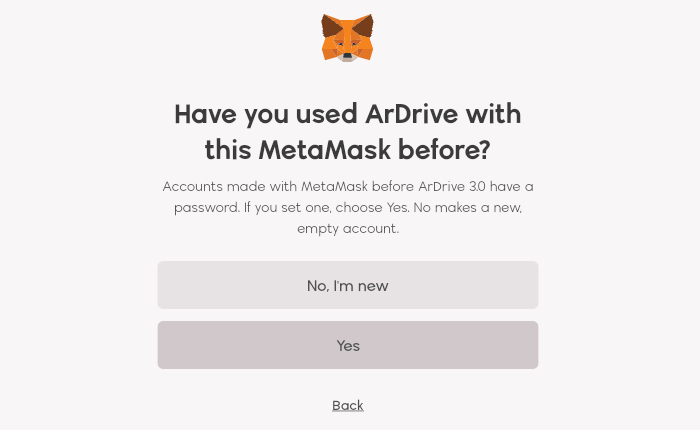 Have you used ArDrive with
this MetaMask before?
Accounts made with MetaMask before ArDrive 3.0 have a
password. If you set one, choose Yes. No makes a new,
empty account.
No, I'm new
Yes
Back